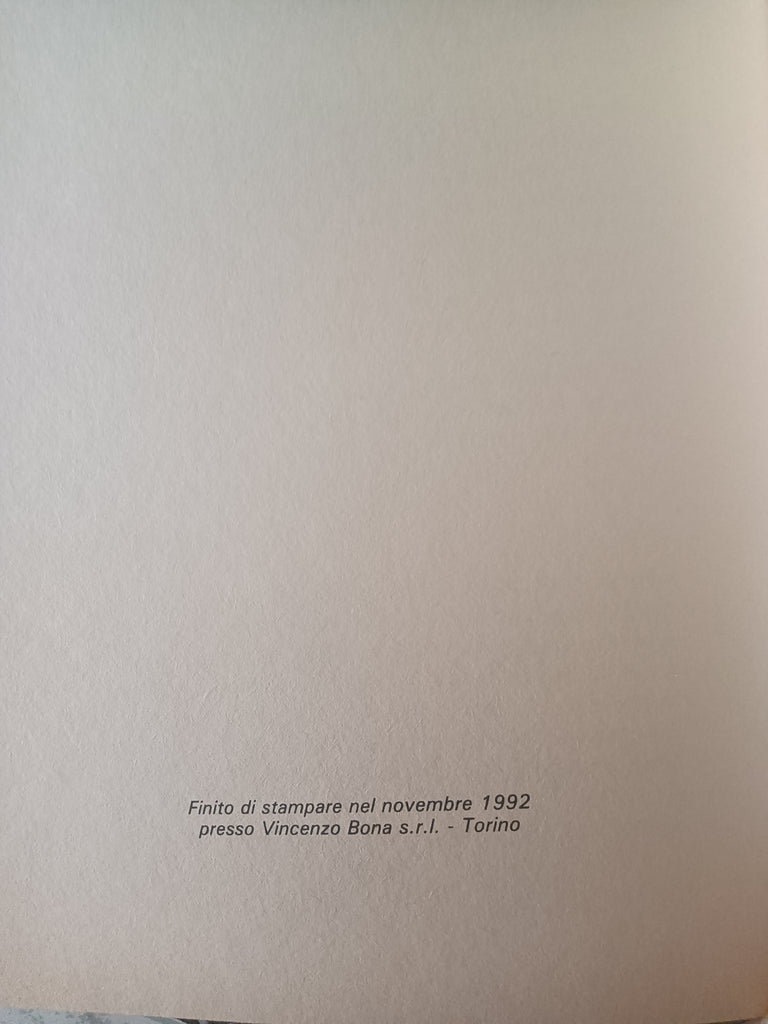 Finito di stampare nel novembre 1992
presso Vincenzo Bona s.r.l. - Torino